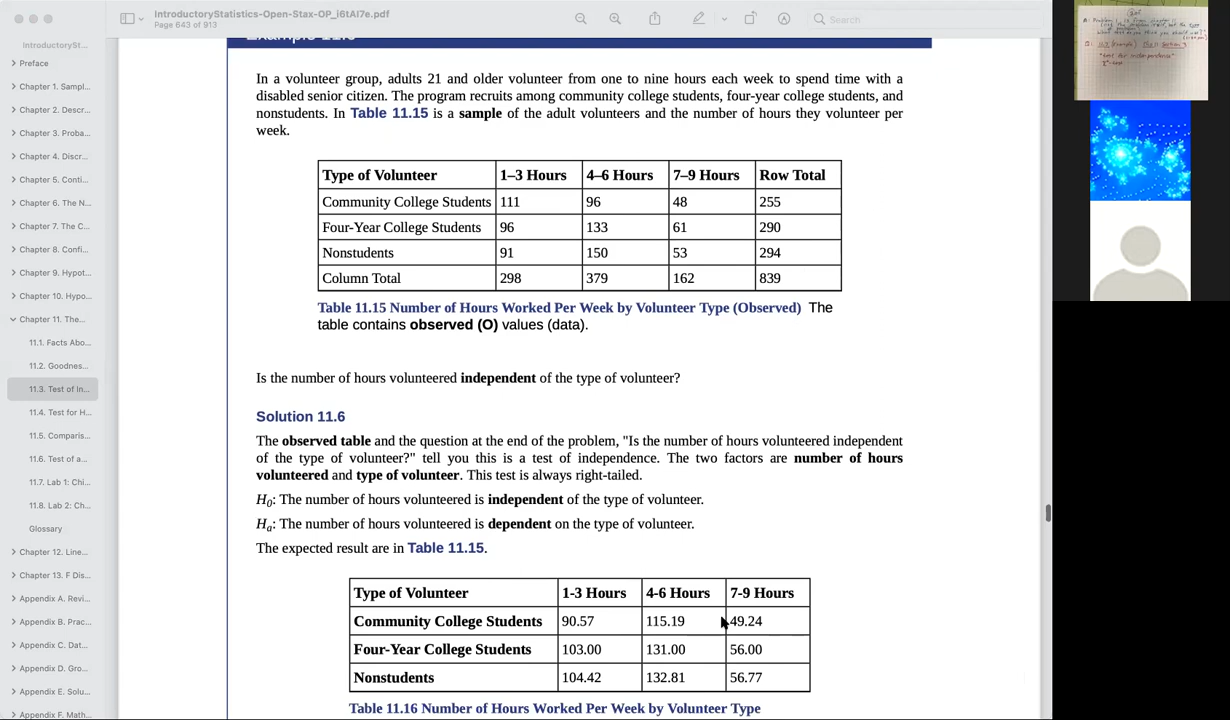 IntroductoryStatistics-Open-Stax-OP_i6tAI7e.pdf
Page 643 of 913
Search
IntroductorySt...
Preface
Chapter 1. Sampl...
Chapter 2. Descr...
Chapter 3. Proba...
Chapter 4. Discr...
Chapter 5. Conti...
Chapter 6. The N...
Chapter 7. The C...
Chapter 8. Confi...
Chapter 9. Hypot...
Chapter 10. Hypo...
Chapter 11. The...
11.1. Facts Abo...
11.2. Goodnes...
11.3. Test of In...
11.4. Test for H...
11.5. Comparis...
11.6. Test of a...
11.7. Lab 1: Chi...
11.8. Lab 2: Ch...
Glossary
Chapter 12. Line...
Chapter 13. F Dis...
Appendix A. Revi...
Appendix B. Prac...
Appendix C. Dat...
Appendix D. Gro...
Appendix E. Solu...
Appendix F. Math...
In a volunteer group, adults 21 and older volunteer from one to nine hours each week to spend time with a
disabled senior citizen. The program recruits among community college students, four-year college students, and
nonstudents. In Table 11.15 is a sample of the adult volunteers and the number of hours they volunteer per
week.
Type of Volunteer 1–3 Hours 4–6 Hours 7–9 Hours Row Total
Community College Students 111 96 48 255
Four-Year College Students 96 133 61 290
Nonstudents 91 150 53 294
Column Total 298 379 162 839
Table 11.15 Number of Hours Worked Per Week by Volunteer Type (Observed) The
table contains observed (O) values (data).
Is the number of hours volunteered independent of the type of volunteer?
Solution 11.6
The observed table and the question at the end of the problem, "Is the number of hours volunteered independent
of the type of volunteer?" tell you this is a test of independence. The two factors are number of hours
volunteered and type of volunteer. This test is always right-tailed.
H0: The number of hours volunteered is independent of the type of volunteer.
Ha: The number of hours volunteered is dependent on the type of volunteer.
The expected result are in Table 11.15.
Type of Volunteer 1-3 Hours 4-6 Hours 7-9 Hours
Community College Students 90.57 115.19 49.24
Four-Year College Students 103.00 131.00 56.00
Nonstudents 104.42 132.81 56.77
Table 11.16 Number of Hours Worked Per Week by Volunteer Type